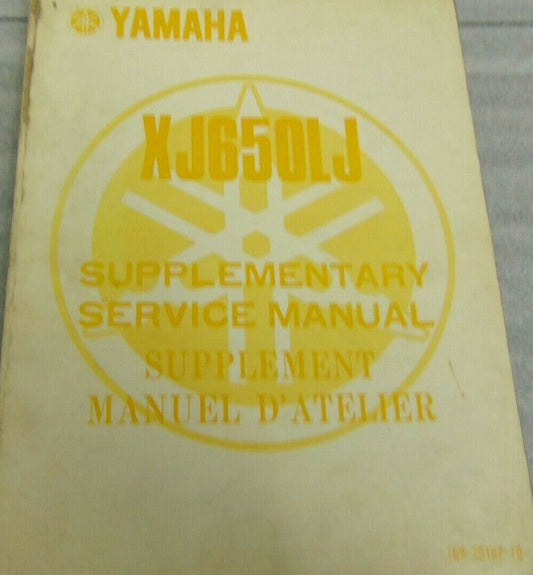 YAMAHA
XJ650LJ
SUPPLEMENTARY
SERVICE MANUAL
SUPPLEMENT
MANUEL D'ATELIER